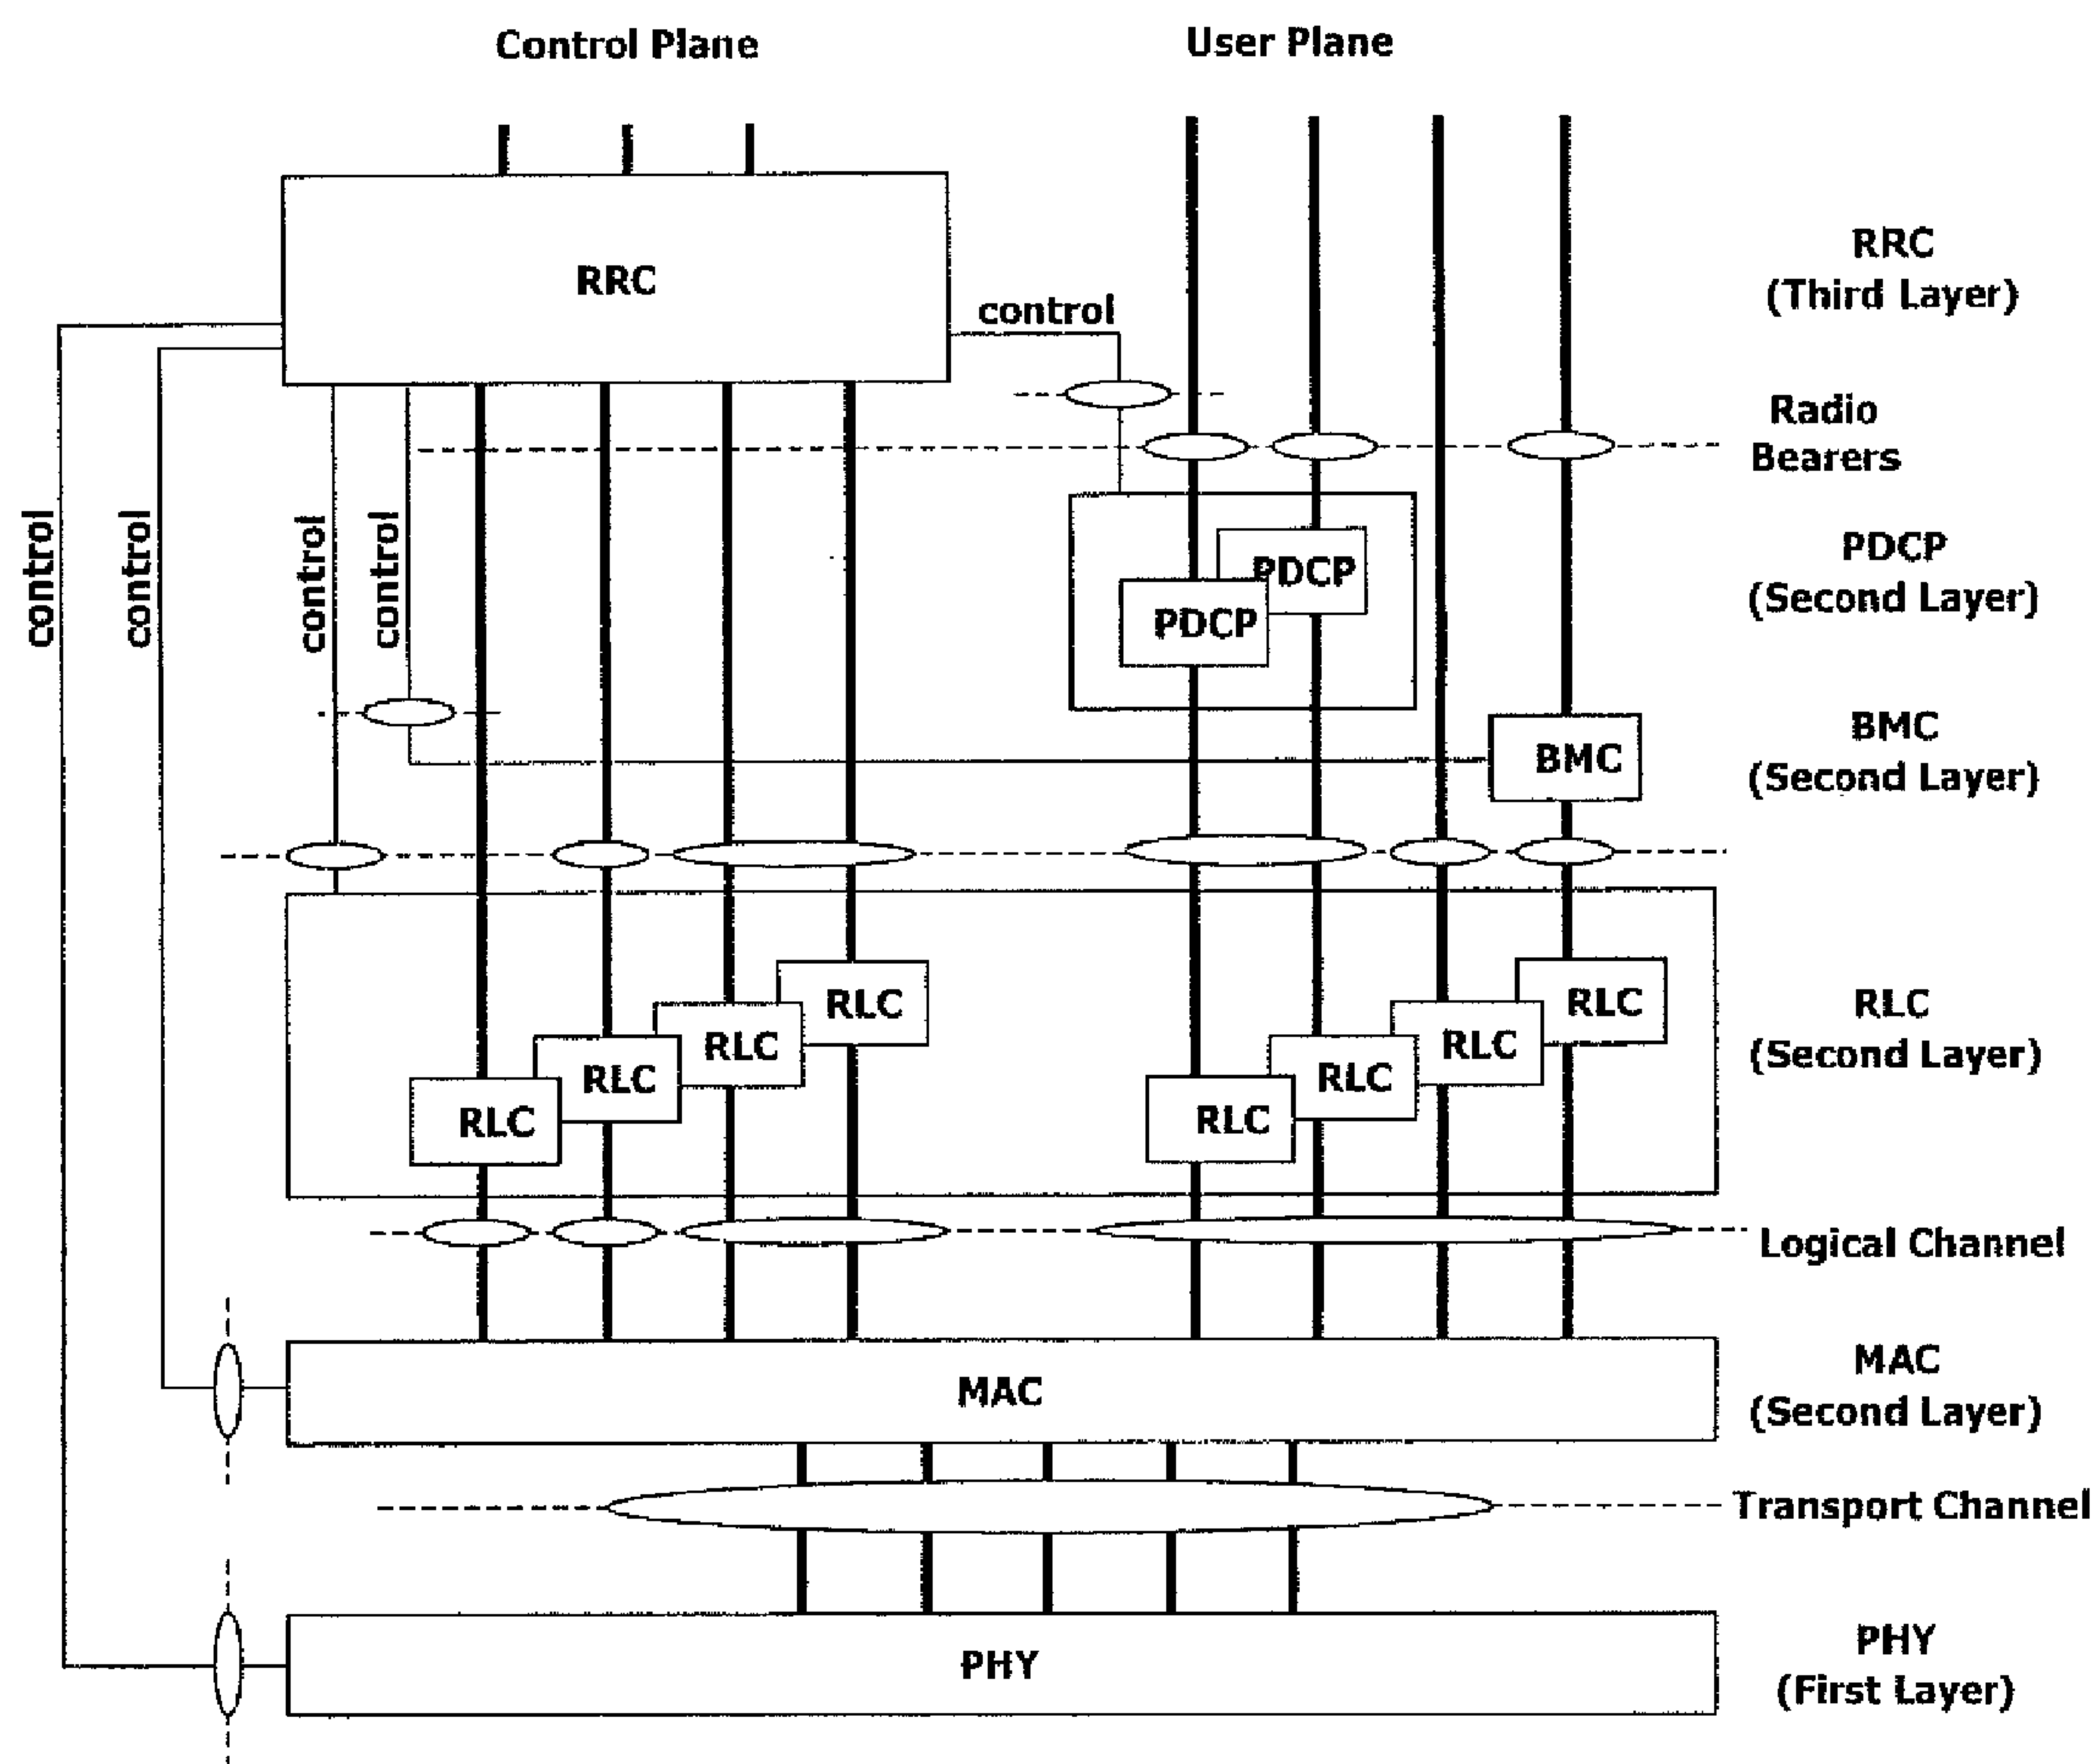 Control Plane
User Plane
RRC
control
RRC
(Third Layer)
Radio
Bearers
control
control
control
control
PDCP
PDCP
PDCP
(Second Layer)
BMC
BMC
(Second Layer)
RLC
RLC
RLC
RLC
RLC
RLC
RLC
RLC
RLC
(Second Layer)
Logical Channel
MAC
MAC
(Second Layer)
Transport Channel
PHY
PHY
(First Layer)